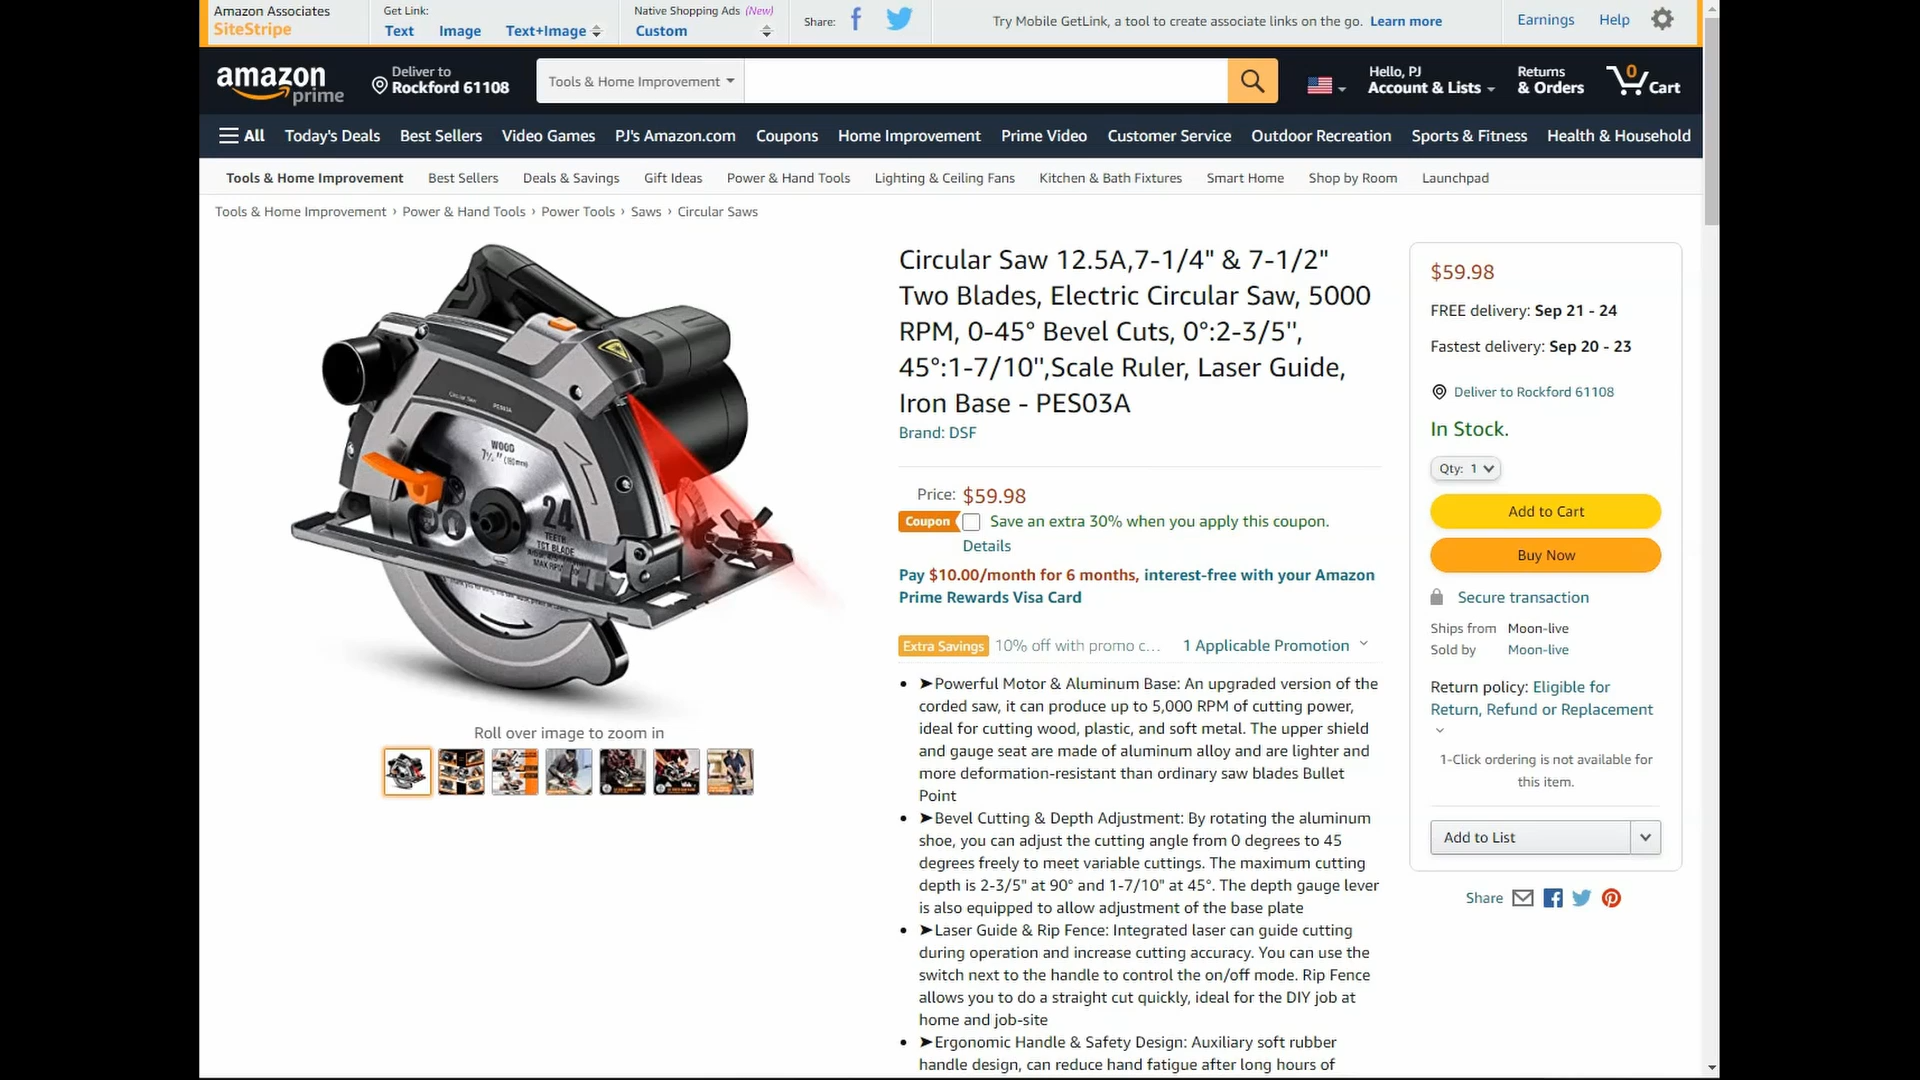 Amazon Associates
SiteStripe
Get Link:
Text Image Text+Image
Native Shopping Ads (New)
Custom
Share:
Try Mobile GetLink, a tool to create associate links on the go. Learn more
Earnings Help
amazon prime
Deliver to
Rockford 61108
Tools & Home Improvement
Hello, PJ
Account & Lists
Returns
& Orders
0
Cart
All Today's Deals Best Sellers Video Games PJ's Amazon.com Coupons Home Improvement Prime Video Customer Service Outdoor Recreation Sports & Fitness Health & Household
Tools & Home Improvement Best Sellers Deals & Savings Gift Ideas Power & Hand Tools Lighting & Ceiling Fans Kitchen & Bath Fixtures Smart Home Shop by Room Launchpad
Tools & Home Improvement › Power & Hand Tools › Power Tools › Saws › Circular Saws
Circular Saw
PES03A
WOOD
24
TEETH
TCT BLADE
Roll over image to zoom in
Circular Saw 12.5A,7-1/4" & 7-1/2"
Two Blades, Electric Circular Saw, 5000
RPM, 0-45° Bevel Cuts, 0°:2-3/5'',
45°:1-7/10'',Scale Ruler, Laser Guide,
Iron Base - PES03A
Brand: DSF
Price: $59.98
Coupon Save an extra 30% when you apply this coupon.
Details
Pay $10.00/month for 6 months, interest-free with your Amazon
Prime Rewards Visa Card
Extra Savings 10% off with promo c... 1 Applicable Promotion
• ➤Powerful Motor & Aluminum Base: An upgraded version of the
corded saw, it can produce up to 5,000 RPM of cutting power,
ideal for cutting wood, plastic, and soft metal. The upper shield
and gauge seat are made of aluminum alloy and are lighter and
more deformation-resistant than ordinary saw blades Bullet
Point
• ➤Bevel Cutting & Depth Adjustment: By rotating the aluminum
shoe, you can adjust the cutting angle from 0 degrees to 45
degrees freely to meet variable cuttings. The maximum cutting
depth is 2-3/5" at 90° and 1-7/10" at 45°. The depth gauge lever
is also equipped to allow adjustment of the base plate
• ➤Laser Guide & Rip Fence: Integrated laser can guide cutting
during operation and increase cutting accuracy. You can use the
switch next to the handle to control the on/off mode. Rip Fence
allows you to do a straight cut quickly, ideal for the DIY job at
home and job-site
• ➤Ergonomic Handle & Safety Design: Auxiliary soft rubber
handle design, can reduce hand fatigue after long hours of
$59.98
FREE delivery: Sep 21 - 24
Fastest delivery: Sep 20 - 23
Deliver to Rockford 61108
In Stock.
Qty: 1
Add to Cart
Buy Now
Secure transaction
Ships from Moon-live
Sold by Moon-live
Return policy: Eligible for
Return, Refund or Replacement
1-Click ordering is not available for
this item.
Add to List
Share